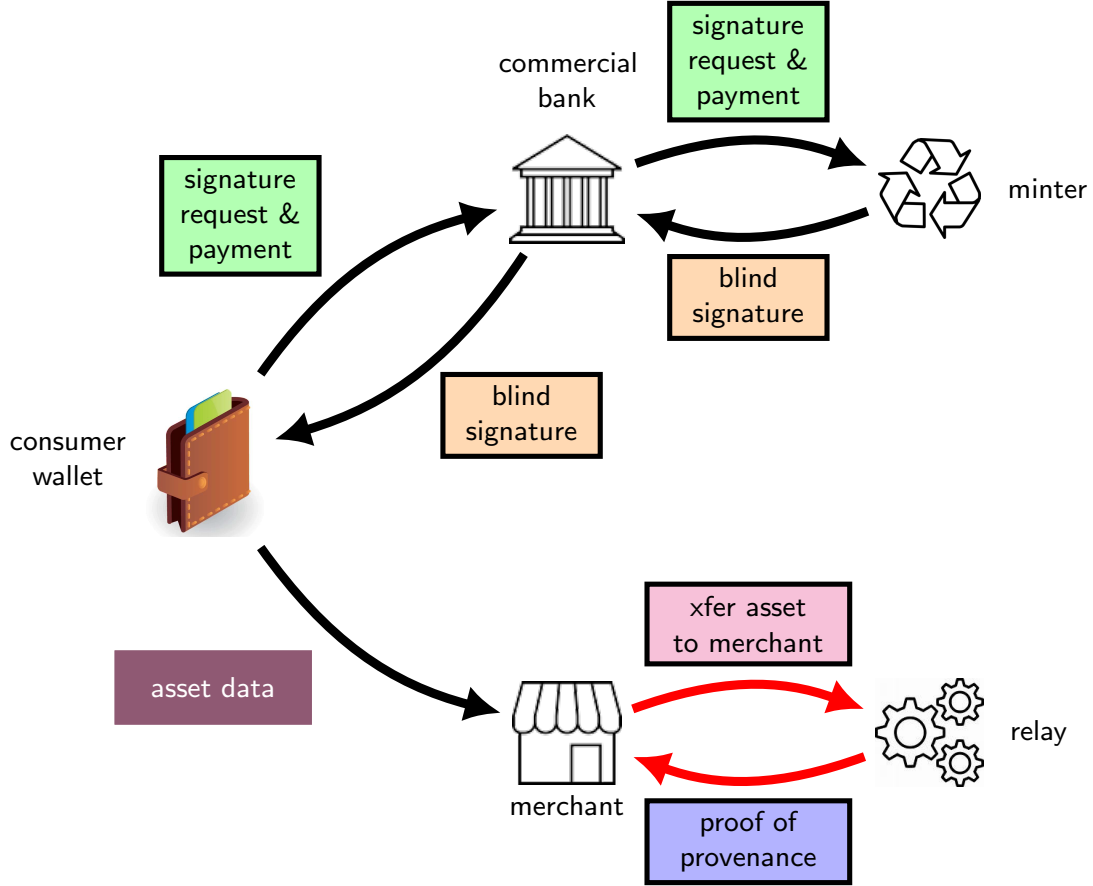 signature
request &
payment
commercial
bank
signature
request &
payment
minter
blind
signature
blind
signature
consumer
wallet
xfer asset
to merchant
asset data
relay
merchant
proof of
provenance